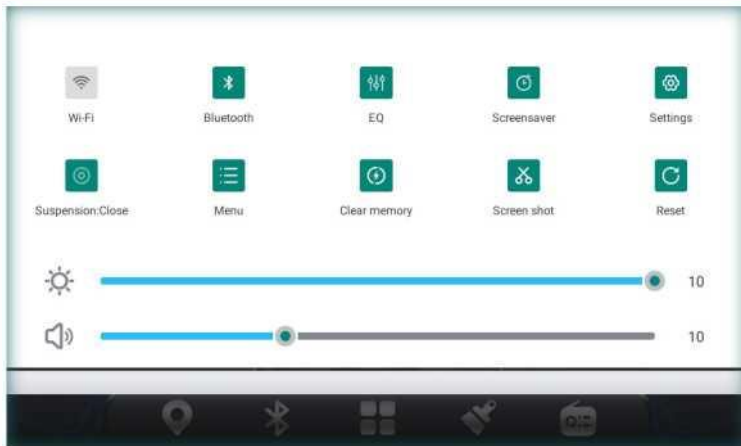 Wi-Fi
Bluetooth
EQ
Screensaver
Settings
Suspension:Close
Menu
Clear memory
Screen shot
Reset
10
10